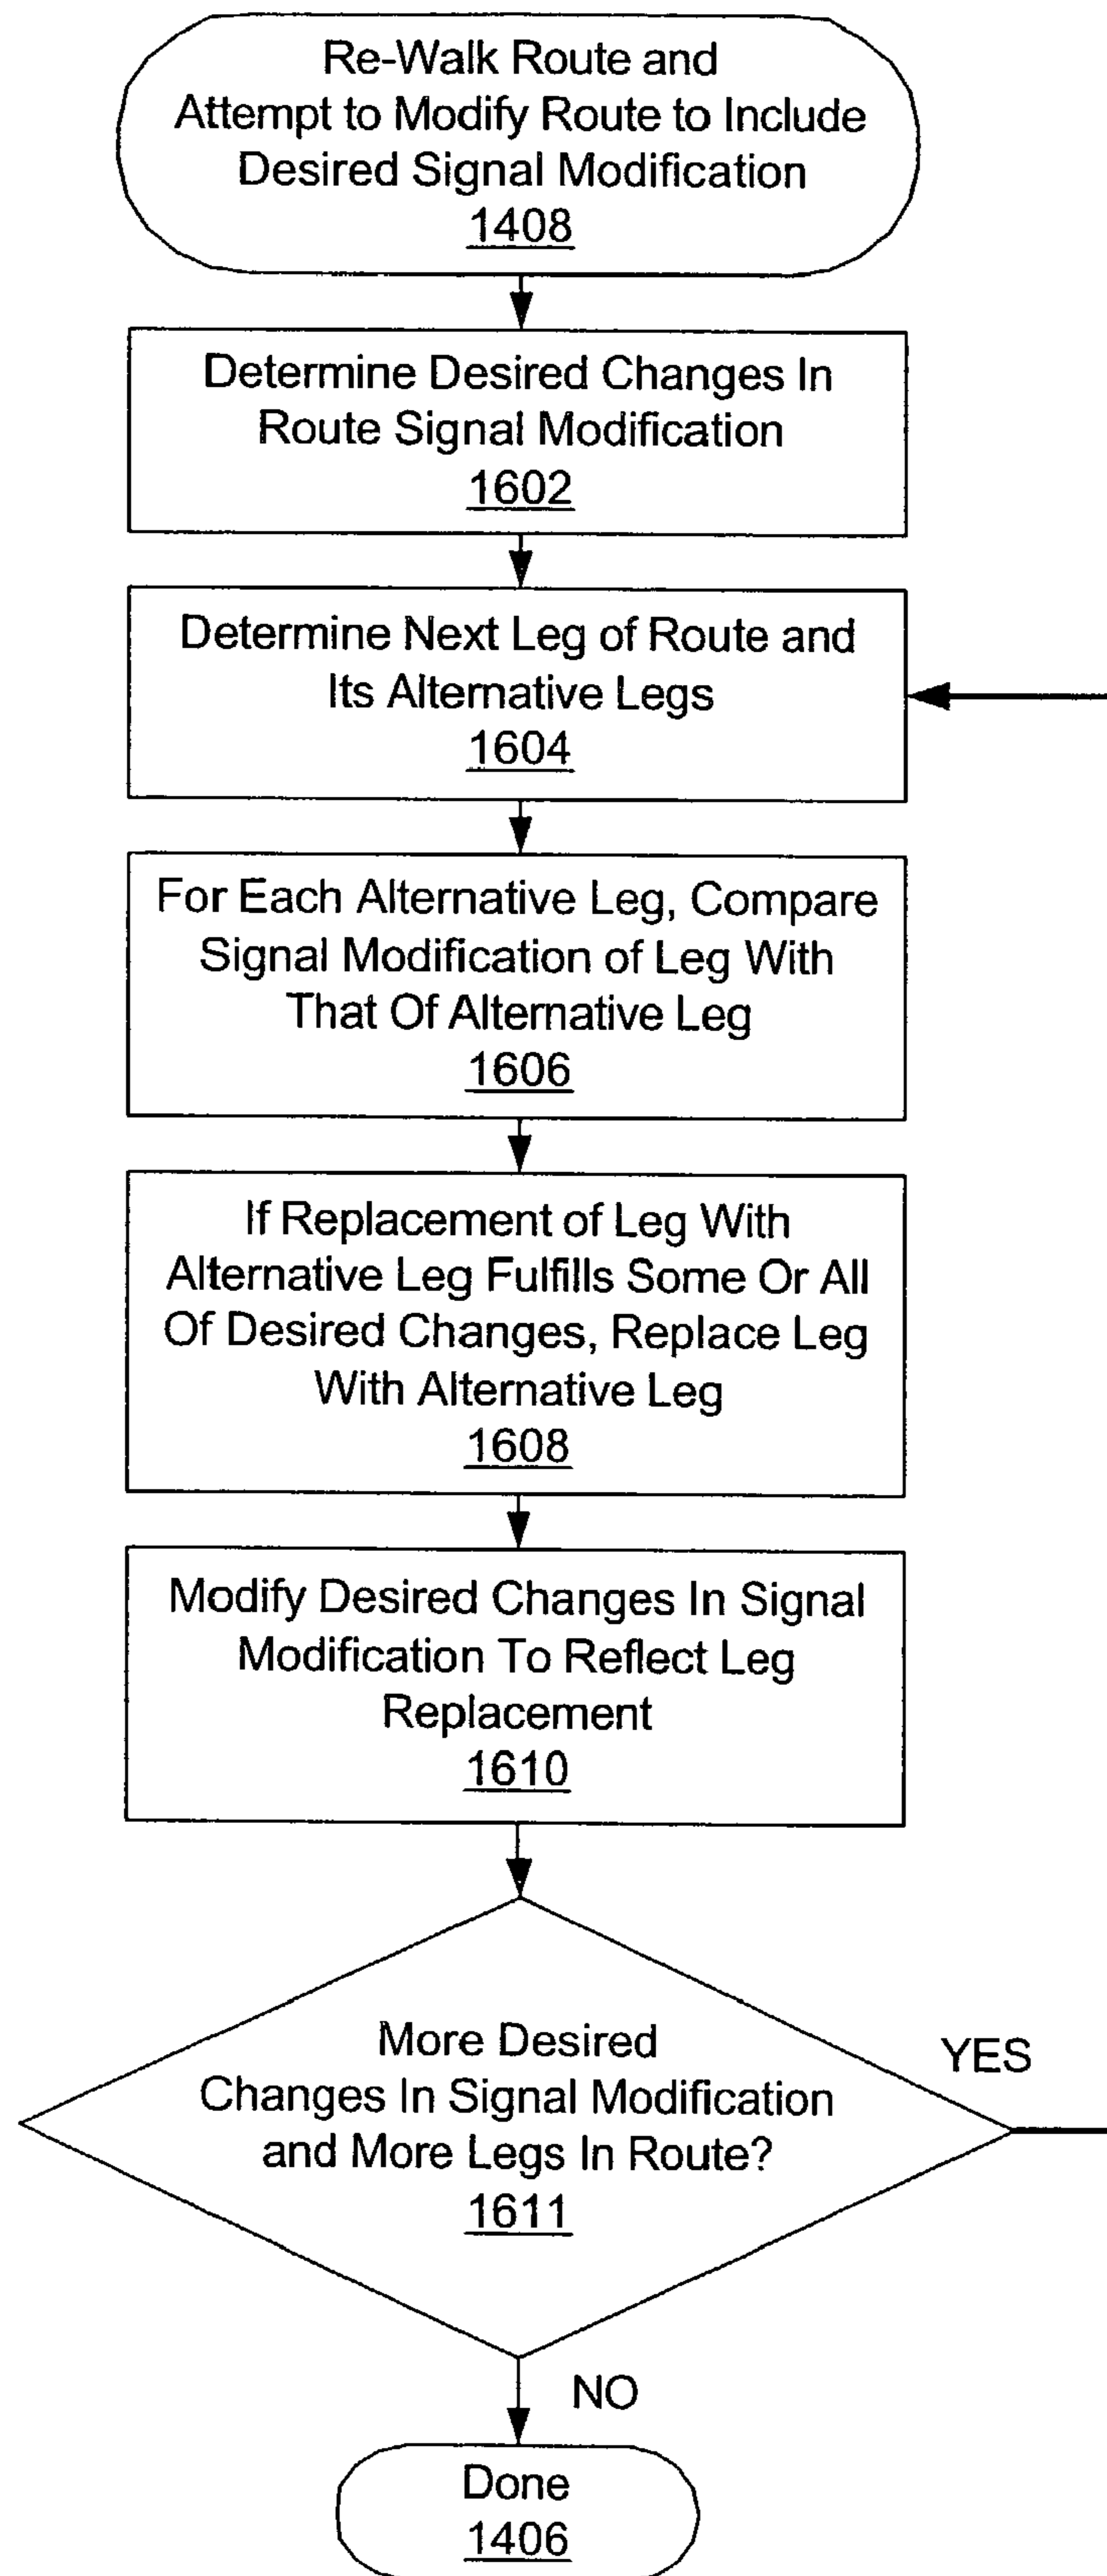 Re-Walk Route and
Attempt to Modify Route to Include
Desired Signal Modification
1408
Determine Desired Changes In
Route Signal Modification
1602
Determine Next Leg of Route and
Its Alternative Legs
1604
For Each Alternative Leg, Compare
Signal Modification of Leg With
That Of Alternative Leg
1606
If Replacement of Leg With
Alternative Leg Fulfills Some Or All
Of Desired Changes, Replace Leg
With Alternative Leg
1608
Modify Desired Changes In Signal
Modification To Reflect Leg
Replacement
1610
More Desired
Changes In Signal Modification
and More Legs In Route?
1611
YES
NO
Done
1406